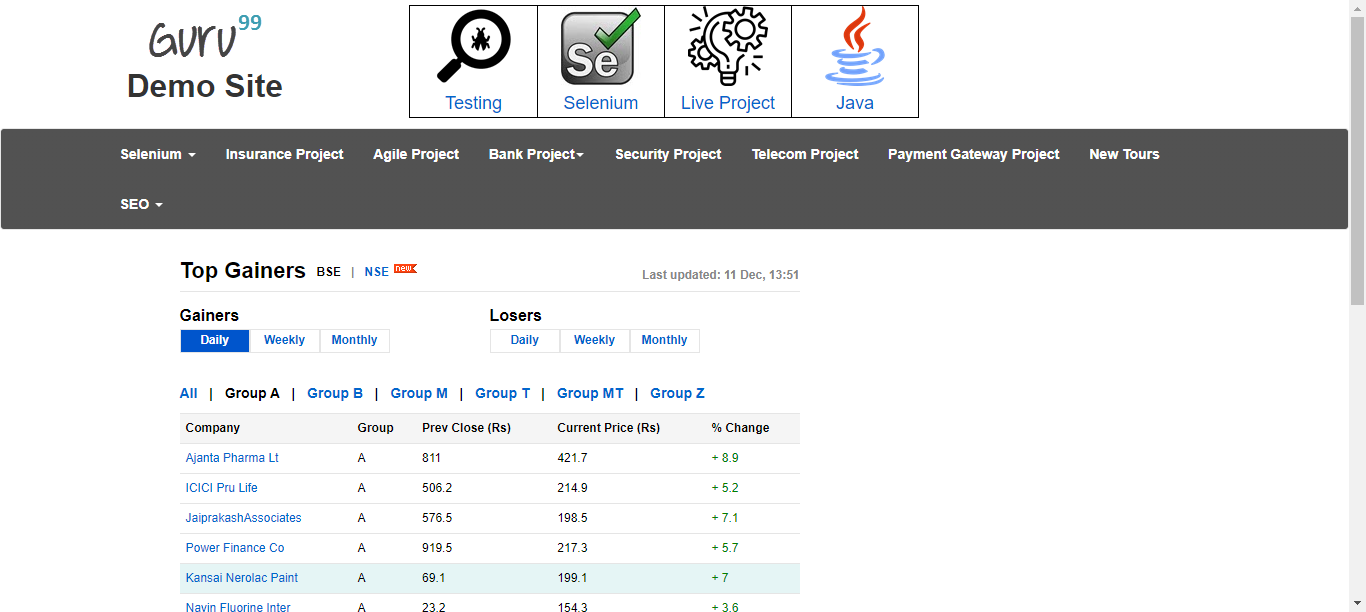 Guru99
Demo Site
Se
Testing Selenium Live Project Java
Selenium Insurance Project Agile Project Bank Project Security Project Telecom Project Payment Gateway Project New Tours
SEO
Top Gainers BSE | NSE new
Last updated: 11 Dec, 13:51
Gainers Losers
Daily Weekly Monthly Daily Weekly Monthly
All | Group A | Group B | Group M | Group T | Group MT | Group Z
Company Group Prev Close (Rs) Current Price (Rs) % Change
Ajanta Pharma Lt A 811 421.7 + 8.9
ICICI Pru Life A 506.2 214.9 + 5.2
JaiprakashAssociates A 576.5 198.5 + 7.1
Power Finance Co A 919.5 217.3 + 5.7
Kansai Nerolac Paint A 69.1 199.1 + 7
Navin Fluorine Inter A 23.2 154.3 + 3.6